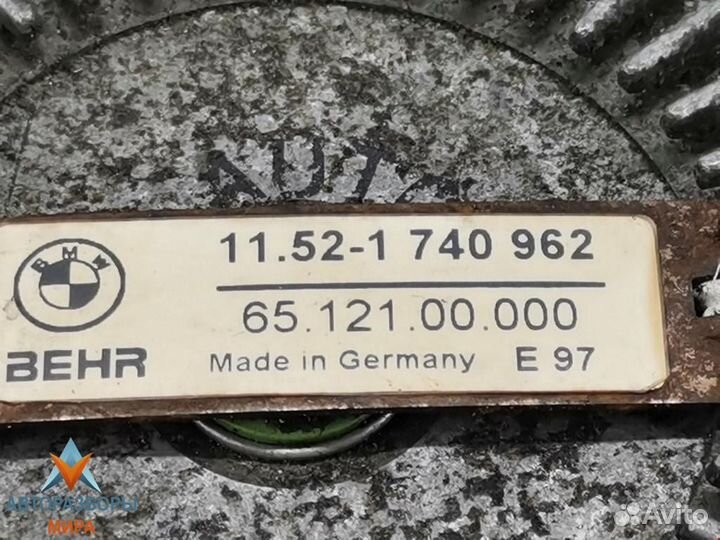 BMW
11.52-1 740 962
65.121.00.000
BEHR
Made in Germany E 97
АВТОРАЗБОРЫ
МИРА
Avito